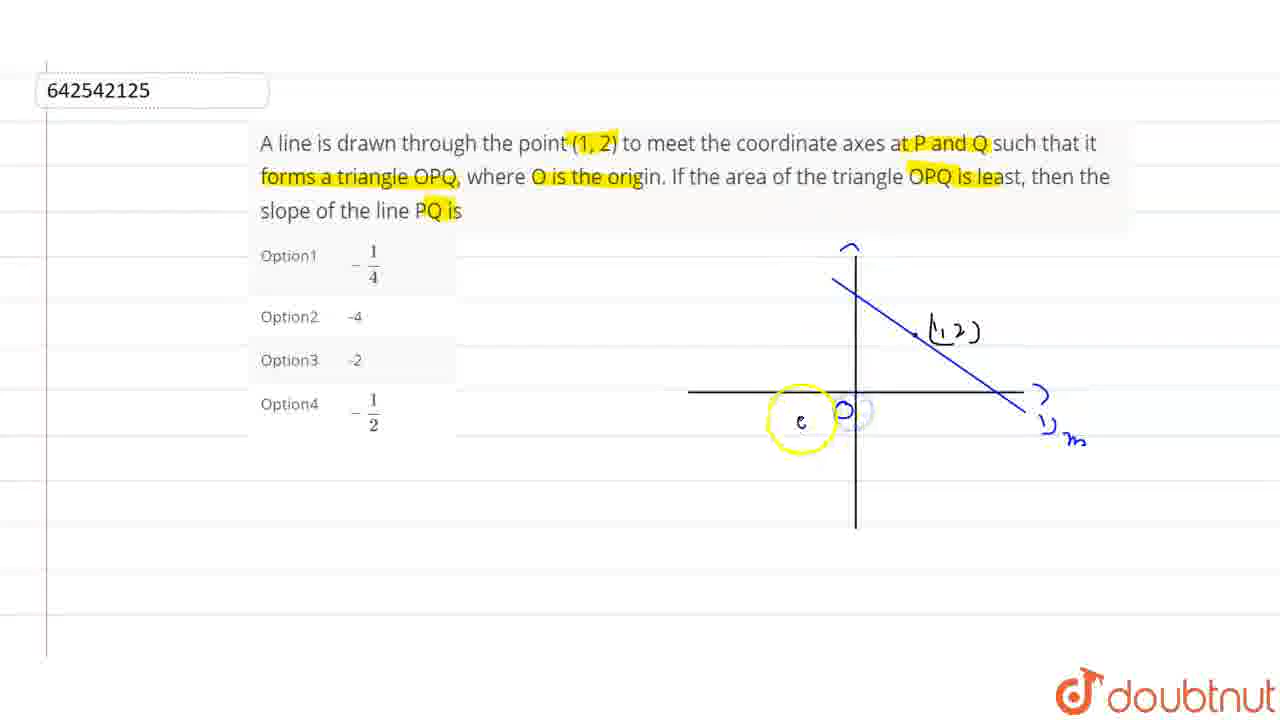 642542125
A line is drawn through the point (1, 2) to meet the coordinate axes at P and Q such that it
forms a triangle OPQ, where O is the origin. If the area of the triangle OPQ is least, then the
slope of the line PQ is
Option1 -1/4
Option2 -4
Option3 -2
Option4 -1/2
(1, 2)
O
m
doubtnut